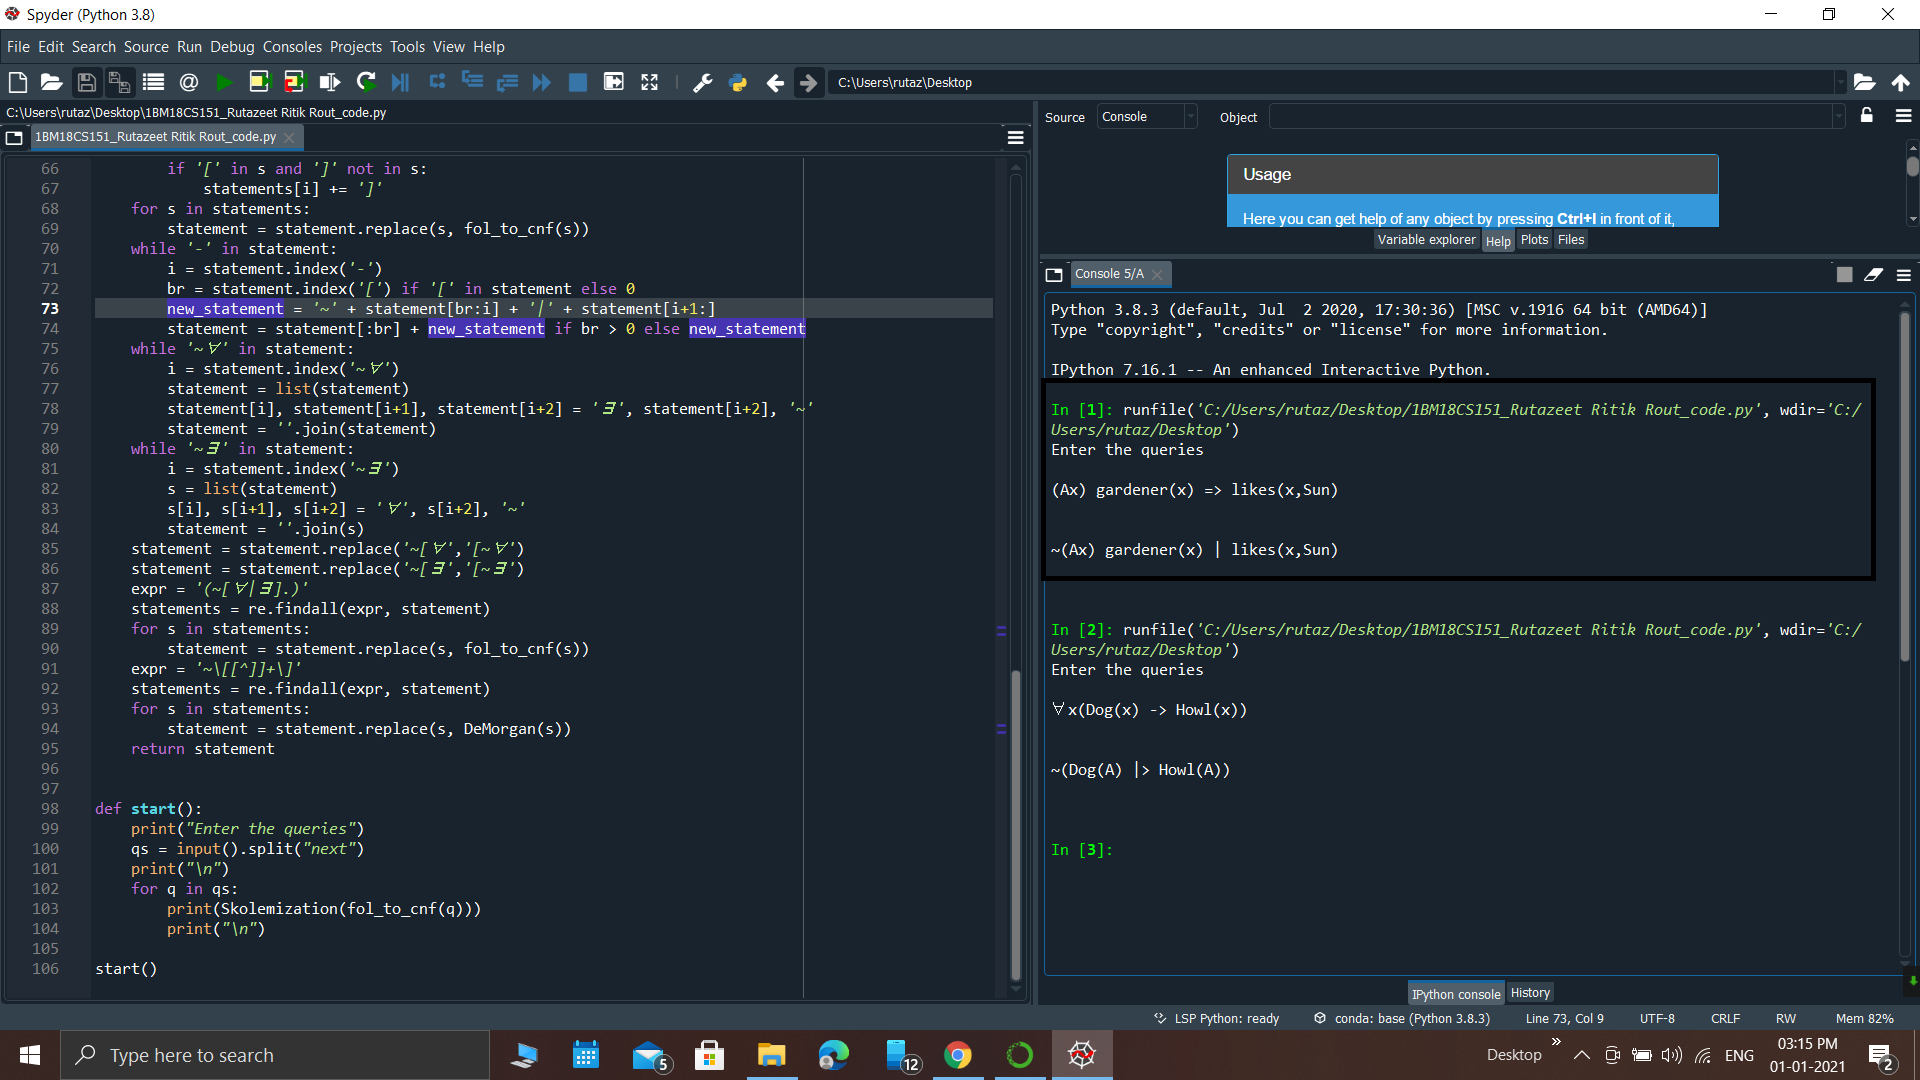 Spyder (Python 3.8)
File Edit Search Source Run Debug Consoles Projects Tools View Help
C:\Users\rutaz\Desktop
C:\Users\rutaz\Desktop\1BM18CS151_Rutazeet Ritik Rout_code.py
1BM18CS151_Rutazeet Ritik Rout_code.py
66 if '[' in s and ']' not in s:
67 statements[i] += ']'
68 for s in statements:
69 statement = statement.replace(s, fol_to_cnf(s))
70 while '-' in statement:
71 i = statement.index('-')
72 br = statement.index('[') if '[' in statement else 0
73 new_statement = '~' + statement[br:i] + '|' + statement[i+1:]
74 statement = statement[:br] + new_statement if br > 0 else new_statement
75 while '~∀' in statement:
76 i = statement.index('~∀')
77 statement = list(statement)
78 statement[i], statement[i+1], statement[i+2] = '∃', statement[i+2], '~'
79 statement = ''.join(statement)
80 while '~∃' in statement:
81 i = statement.index('~∃')
82 s = list(statement)
83 s[i], s[i+1], s[i+2] = '∀', s[i+2], '~'
84 statement = ''.join(s)
85 statement = statement.replace('~[∀','[~∀')
86 statement = statement.replace('~[∃','[~∃')
87 expr = '(~[∀|∃].)'
88 statements = re.findall(expr, statement)
89 for s in statements:
90 statement = statement.replace(s, fol_to_cnf(s))
91 expr = '~\[[^]]+\]'
92 statements = re.findall(expr, statement)
93 for s in statements:
94 statement = statement.replace(s, DeMorgan(s))
95 return statement
96
97
98 def start():
99 print("Enter the queries")
100 qs = input().split("next")
101 print("\n")
102 for q in qs:
103 print(Skolemization(fol_to_cnf(q)))
104 print("\n")
105
106 start()
Source Console Object
Usage
Here you can get help of any object by pressing Ctrl+I in front of it,
Variable explorer Help Plots Files
Console 5/A
Python 3.8.3 (default, Jul 2 2020, 17:30:36) [MSC v.1916 64 bit (AMD64)]
Type "copyright", "credits" or "license" for more information.
IPython 7.16.1 -- An enhanced Interactive Python.
In [1]: runfile('C:/Users/rutaz/Desktop/1BM18CS151_Rutazeet Ritik Rout_code.py', wdir='C:/
Users/rutaz/Desktop')
Enter the queries
(Ax) gardener(x) => likes(x,Sun)
~(Ax) gardener(x) | likes(x,Sun)
In [2]: runfile('C:/Users/rutaz/Desktop/1BM18CS151_Rutazeet Ritik Rout_code.py', wdir='C:/
Users/rutaz/Desktop')
Enter the queries
∀x(Dog(x) -> Howl(x))
~(Dog(A) |> Howl(A))
In [3]:
IPython console History
LSP Python: ready conda: base (Python 3.8.3) Line 73, Col 9 UTF-8 CRLF RW Mem 82%
Type here to search
5
12
Desktop
ENG
03:15 PM
01-01-2021
2